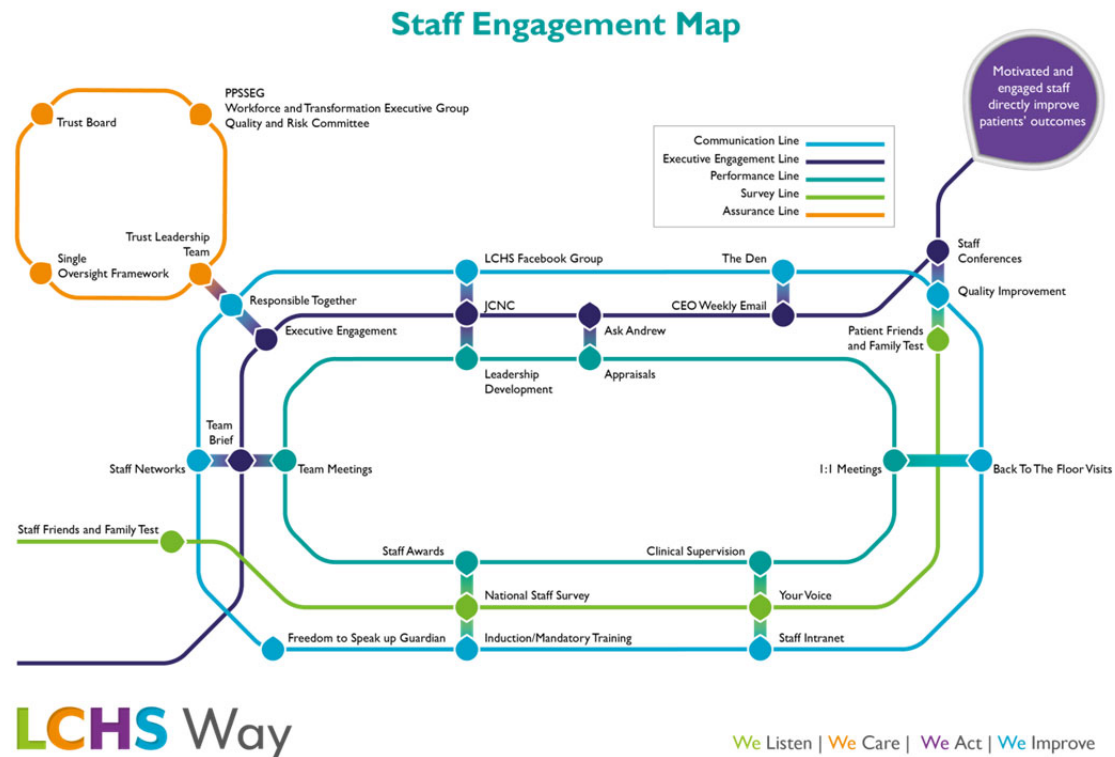 Staff Engagement Map
Motivated and
engaged staff
directly improve
patients' outcomes
PPSSEG
Workforce and Transformation Executive Group
Quality and Risk Committee
Trust Board
Communication Line
Executive Engagement Line
Performance Line
Survey Line
Assurance Line
Trust Leadership
Team
Single
Oversight Framework
LCHS Facebook Group
The Den
Staff
Conferences
Responsible Together
Quality Improvement
JCNC
CEO Weekly Email
Executive Engagement
Ask Andrew
Patient Friends
and Family Test
Leadership
Development
Appraisals
Team
Brief
Staff Networks
Team Meetings
1:1 Meetings
Back To The Floor Visits
Staff Friends and Family Test
Staff Awards
Clinical Supervision
National Staff Survey
Your Voice
Freedom to Speak up Guardian
Induction/Mandatory Training
Staff Intranet
LCHS Way
We Listen | We Care | We Act | We Improve